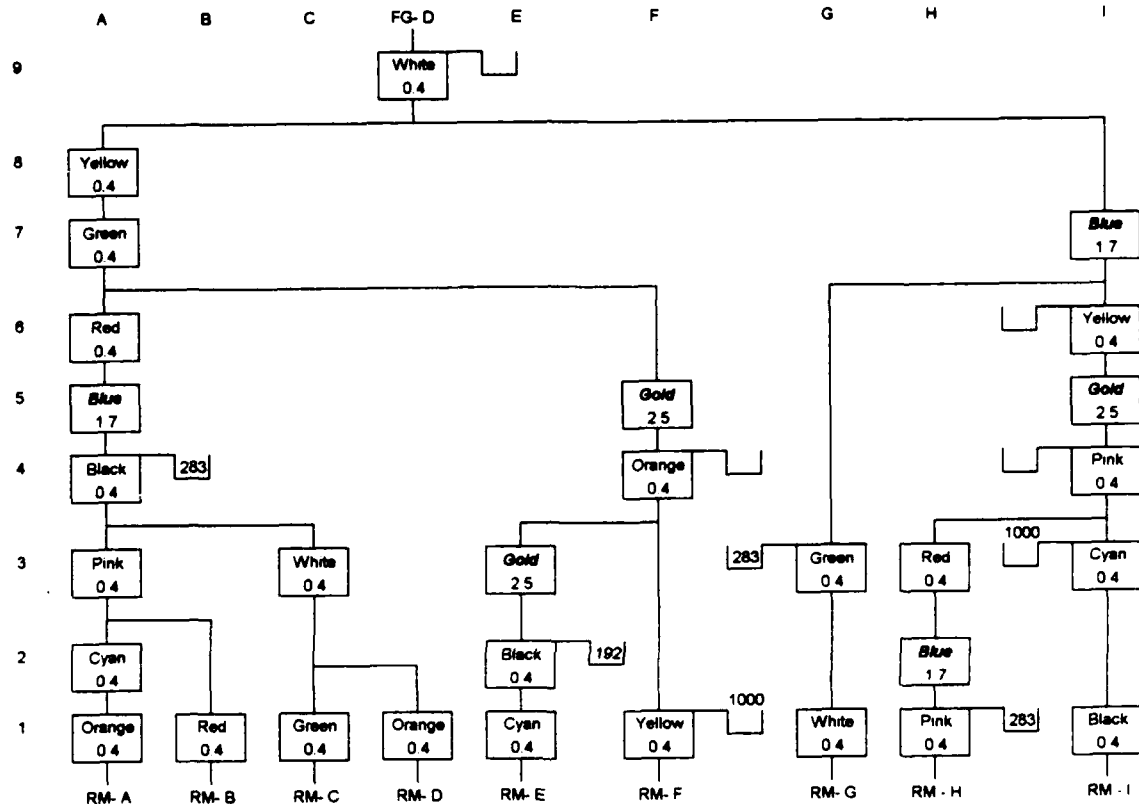 A B C FG- D E F G H I
9
White
0.4
8
Yellow
0.4
7
Green
0.4
Blue
1 7
6
Red
0.4
Yellow
0 4
5
Blue
1 7
Gold
2 5
Gold
2 5
4
Black
0 4
283
Orange
0 4
Pink
0 4
3
Pink
0 4
White
0 4
Gold
2 5
283
Green
0 4
Red
0 4
1000
Cyan
0 4
2
Cyan
0 4
Black
0 4
192
Blue
1 7
1
Orange
0 4
Red
0 4
Green
0 4
Orange
0 4
Cyan
0 4
Yellow
0 4
1000
White
0 4
Pink
0 4
283
Black
0 4
RM- A RM- B RM- C RM- D RM- E RM- F RM- G RM- H RM - I